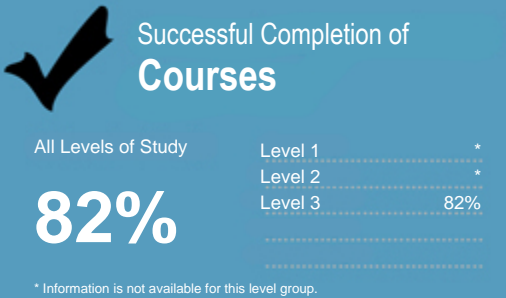 Successful Completion of
Courses
All Levels of Study
82%
Level 1 *
Level 2 *
Level 3 82%
* Information is not available for this level group.